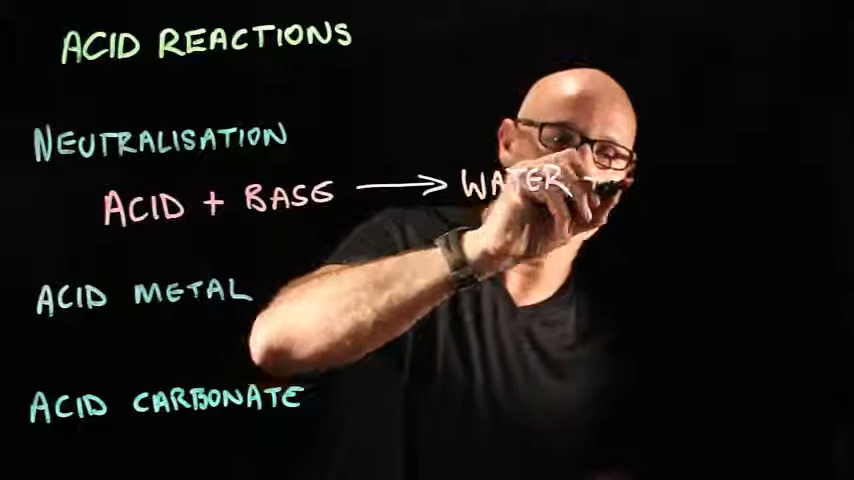 ACID REACTIONS
NEUTRALISATION
ACID + BASE → WATER
ACID METAL
ACID CARBONATE